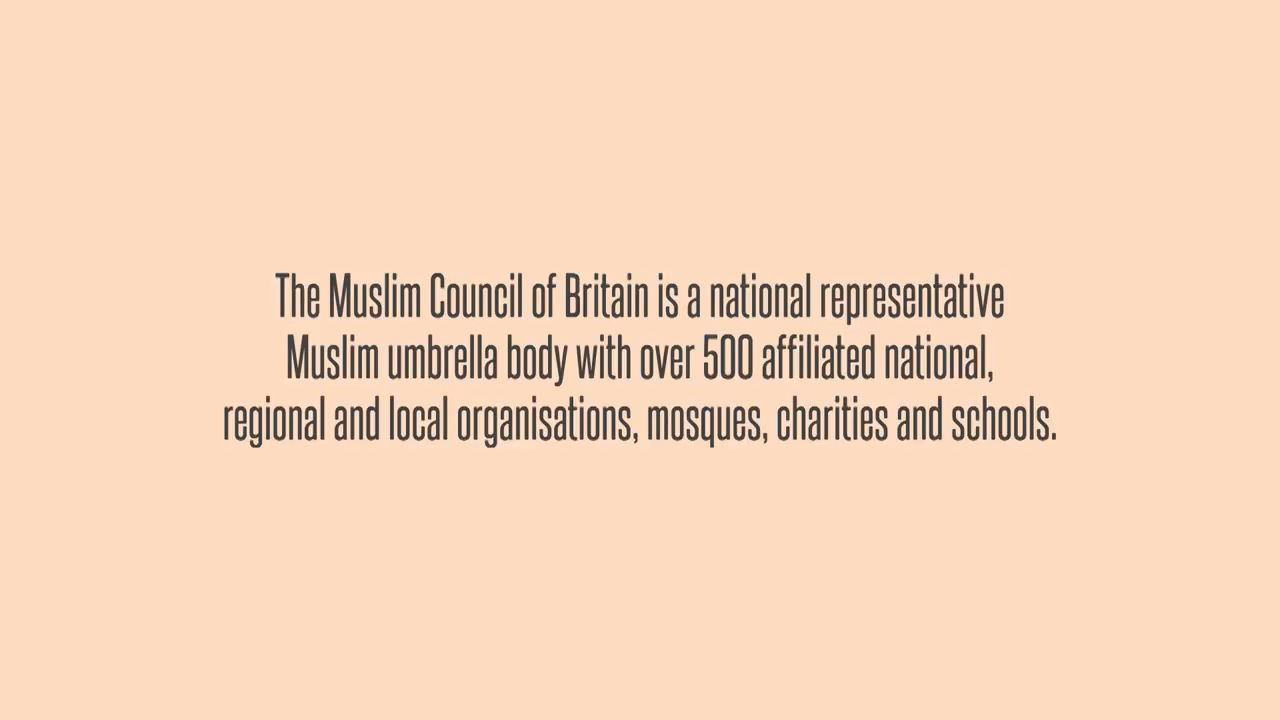 The Muslim Council of Britain is a national representative
Muslim umbrella body with over 500 affiliated national,
regional and local organisations, mosques, charities and schools.